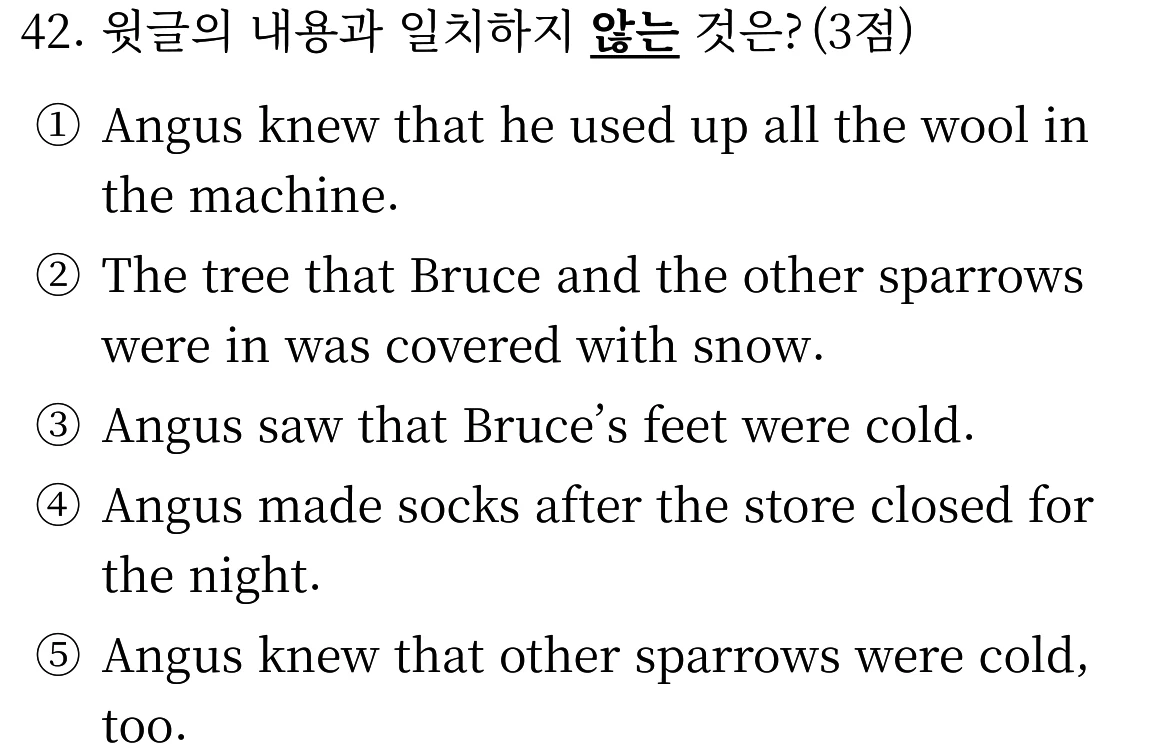 42. 윗글의 내용과 일치하지 않는 것은? (3점)
① Angus knew that he used up all the wool in
the machine.
② The tree that Bruce and the other sparrows
were in was covered with snow.
③ Angus saw that Bruce’s feet were cold.
④ Angus made socks after the store closed for
the night.
⑤ Angus knew that other sparrows were cold,
too.